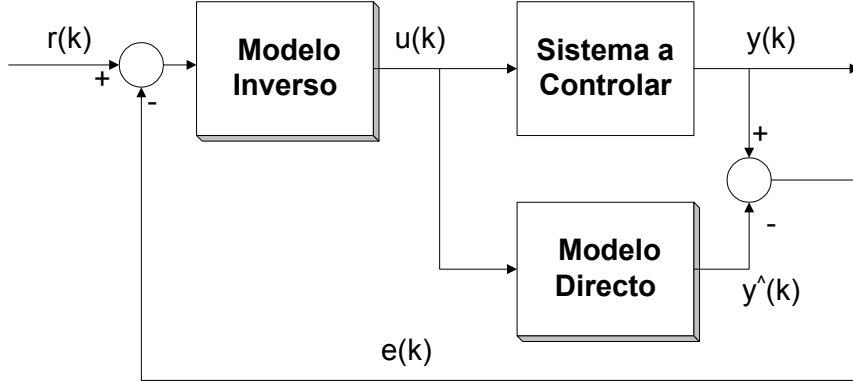 r(k)
+
-
Modelo
Inverso
u(k)
Sistema a
Controlar
y(k)
+
-
Modelo
Directo
y^(k)
e(k)